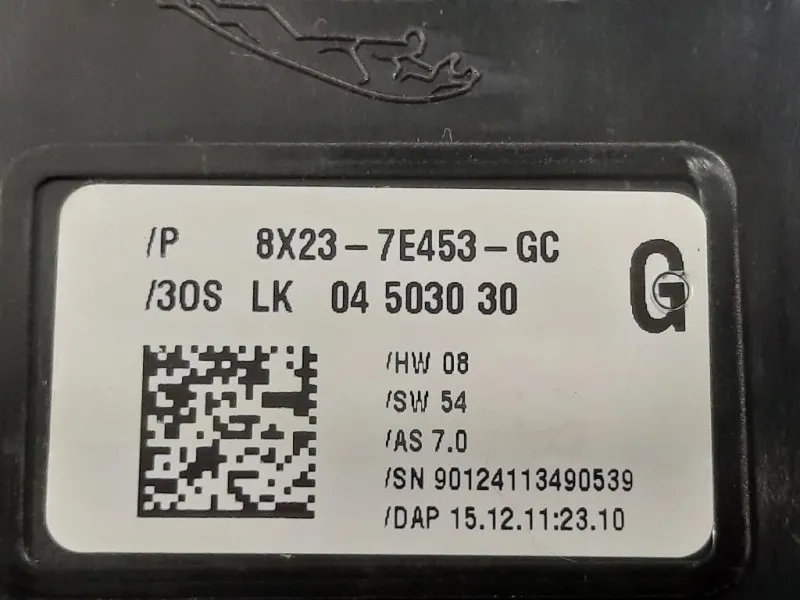 /P 8X23-7E453-GC
/30S LK 04 5030 30
G
/HW 08
/SW 54
/AS 7.0
/SN 90124113490539
/DAP 15.12.11:23.10